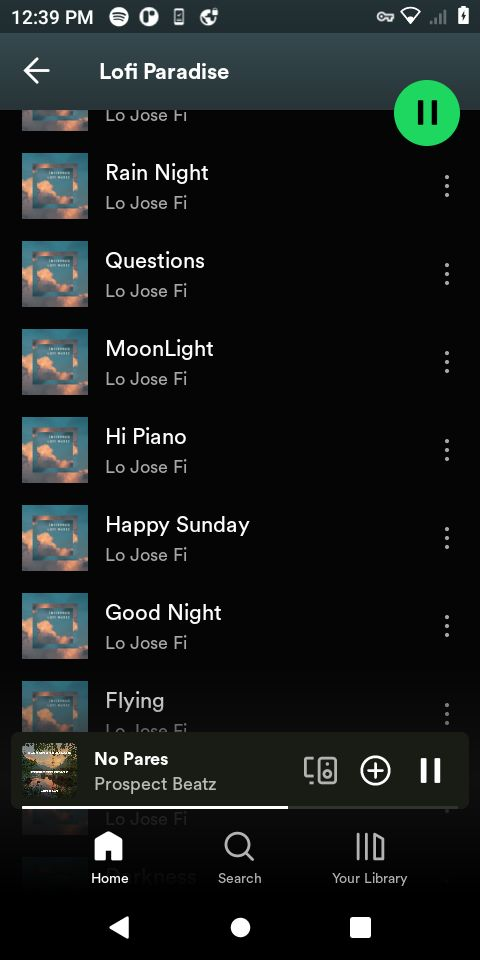 12:39 PM
Lofi Paradise
Lo Jose Fi
Rain Night
Lo Jose Fi
Questions
Lo Jose Fi
MoonLight
Lo Jose Fi
Hi Piano
Lo Jose Fi
Happy Sunday
Lo Jose Fi
Good Night
Lo Jose Fi
Flying
Lo Jose Fi
No Pares
Prospect Beatz
Lo Jose Fi
Darkness
Home
Search
Your Library